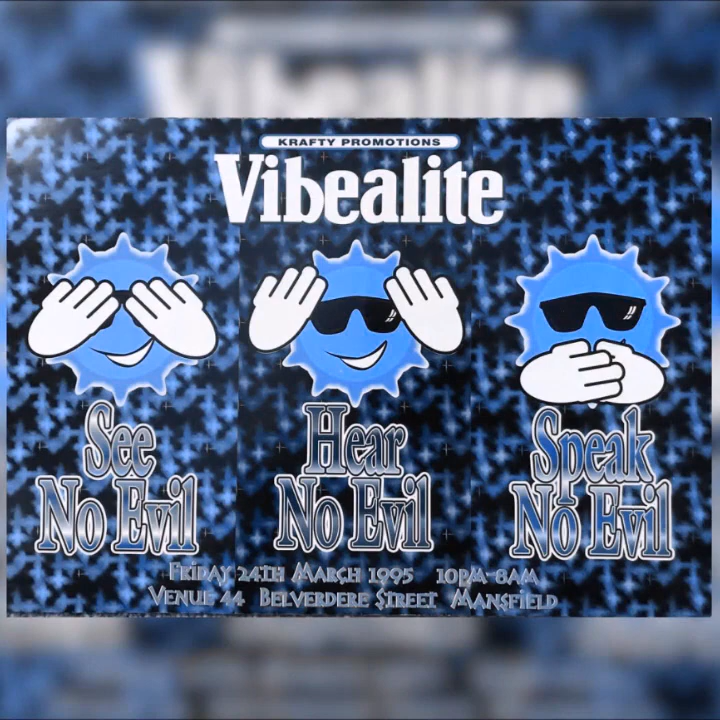 KRAFTY PROMOTIONS
Vibealite
See
No Evil
Hear
No Evil
Speak
No Evil
Friday 24th March 1995 10pm-8am
Venue 44 Belverdere Street Mansfield